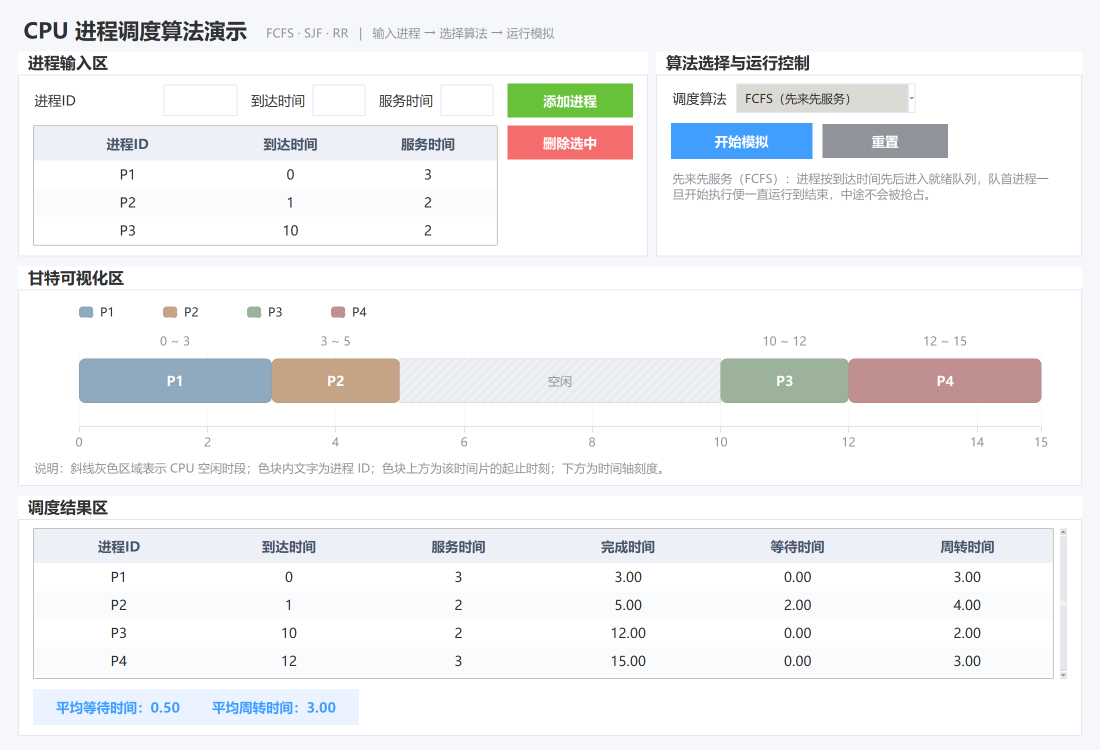 CPU 进程调度算法演示 FCFS · SJF · RR | 输入进程 → 选择算法 → 运行模拟
进程输入区
进程ID 到达时间 服务时间 添加进程
删除选中
进程ID 到达时间 服务时间
P1 0 3
P2 1 2
P3 10 2
算法选择与运行控制
调度算法 FCFS（先来先服务）
开始模拟 重置
先来先服务（FCFS）：进程按到达时间先后进入就绪队列，队首进程一
旦开始执行便一直运行到结束，中途不会被抢占。
甘特可视化区
P1 P2 P3 P4
0 ~ 3 3 ~ 5 10 ~ 12 12 ~ 15
P1 P2 空闲 P3 P4
0 2 4 6 8 10 12 14 15
说明：斜线灰色区域表示 CPU 空闲时段；色块内文字为进程 ID；色块上方为该时间片的起止时刻；下方为时间轴刻度。
调度结果区
进程ID 到达时间 服务时间 完成时间 等待时间 周转时间
P1 0 3 3.00 0.00 3.00
P2 1 2 5.00 2.00 4.00
P3 10 2 12.00 0.00 2.00
P4 12 3 15.00 0.00 3.00
平均等待时间：0.50 平均周转时间：3.00